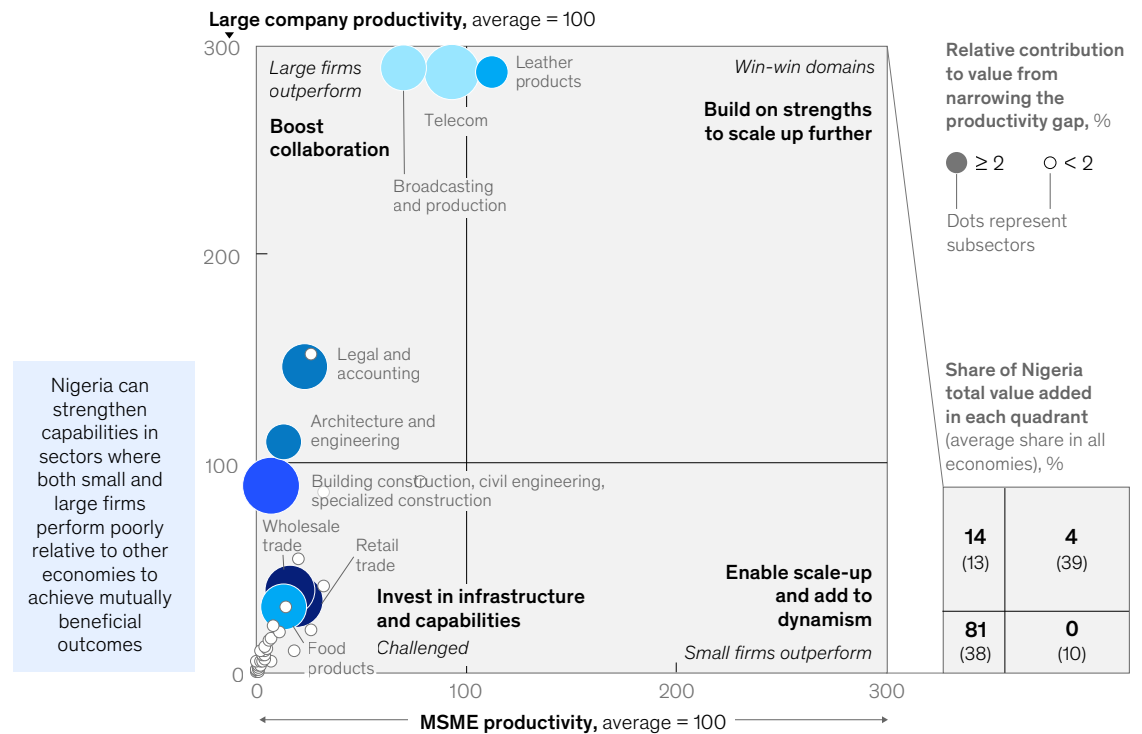 Large company productivity, average = 100
300
200
100
0
Large firms
outperform
Boost
collaboration
Leather
products
Telecom
Broadcasting
and production
Win-win domains
Build on strengths
to scale up further
Legal and
accounting
Architecture and
engineering
Building construction, civil engineering,
specialized construction
Wholesale
trade
Retail
trade
Food
products
Invest in infrastructure
and capabilities
Challenged
Enable scale-up
and add to
dynamism
Small firms outperform
0
100
200
300
MSME productivity, average = 100
Nigeria can
strengthen
capabilities in
sectors where
both small and
large firms
perform poorly
relative to other
economies to
achieve mutually
beneficial
outcomes
Relative contribution
to value from
narrowing the
productivity gap, %
≥ 2
< 2
Dots represent
subsectors
Share of Nigeria
total value added
in each quadrant
(average share in all
economies), %
14
(13)
4
(39)
81
(38)
0
(10)